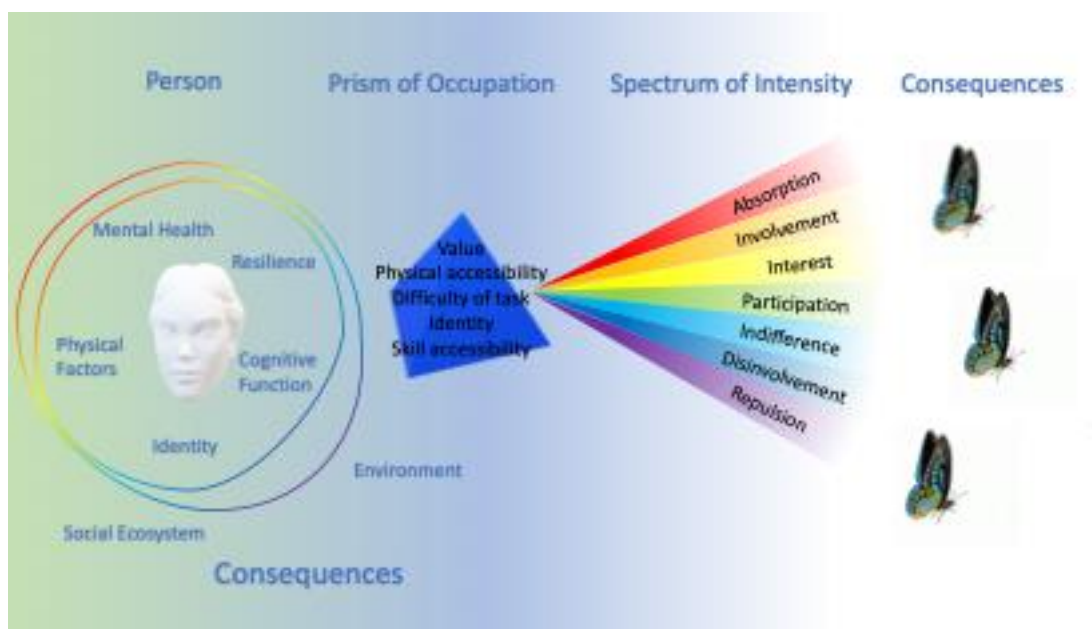 Person
Prism of Occupation
Spectrum of Intensity
Consequences
Mental Health
Resilience
Physical
Factors
Cognitive
Function
Identity
Environment
Social Ecosystem
Consequences
Value
Physical accessibility
Difficulty of task
Identity
Skill accessibility
Absorption
Involvement
Interest
Participation
Indifference
Disinvolvement
Repulsion